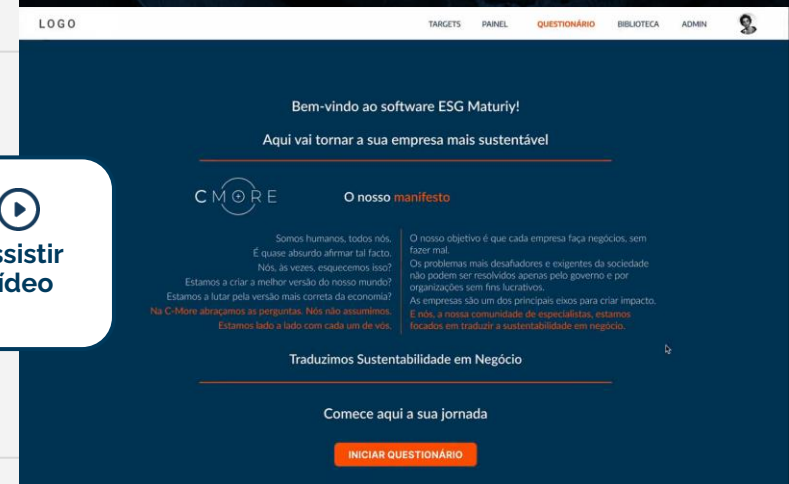 LOGO
TARGETS PAINEL QUESTIONÁRIO BIBLIOTECA ADMIN
Bem-vindo ao software ESG Maturiy!
Aqui vai tornar a sua empresa mais sustentável
CMORE
O nosso manifesto
Somos humanos, todos nós.
É quase absurdo afirmar tal facto.
Nós, às vezes, esquecemos isso?
Estamos a criar a melhor versão do nosso mundo?
Estamos a lutar pela versão mais correta da economia?
Na C-More abraçamos as perguntas. Nós não assumimos.
Estamos lado a lado com cada um de vós.
O nosso objetivo é que cada empresa faça negócios, sem
fazer mal.
Os problemas mais desafiadores e exigentes da sociedade
não podem ser resolvidos apenas pelo governo e por
organizações sem fins lucrativos.
As empresas são um dos principais eixos para criar impacto.
E nós, a nossa comunidade de especialistas, estamos
focados em traduzir a sustentabilidade em negócio.
Traduzimos Sustentabilidade em Negócio
Comece aqui a sua jornada
INICIAR QUESTIONÁRIO
ssistir
ídeo